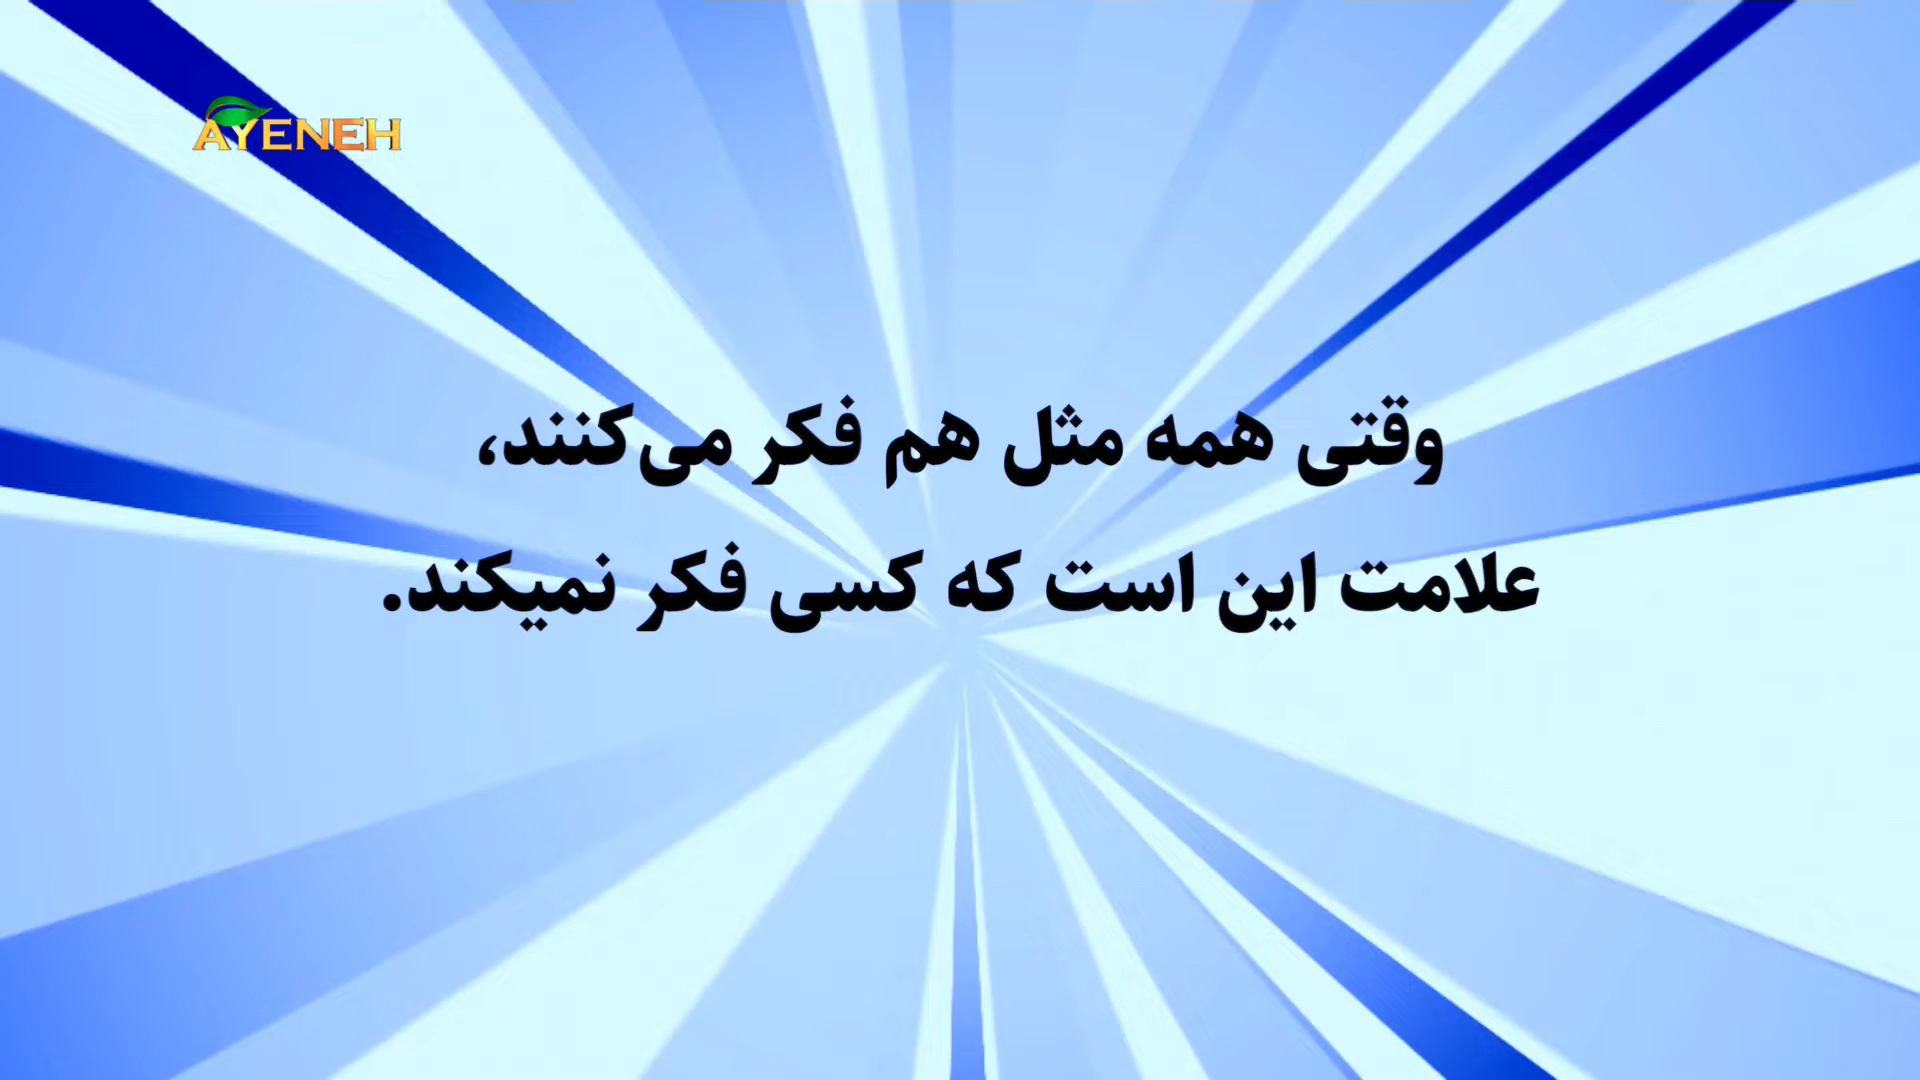 AYENEH
وقتی همه مثل هم فکر می‌کنند،
علامت این است که کسی فکر نمیکند.